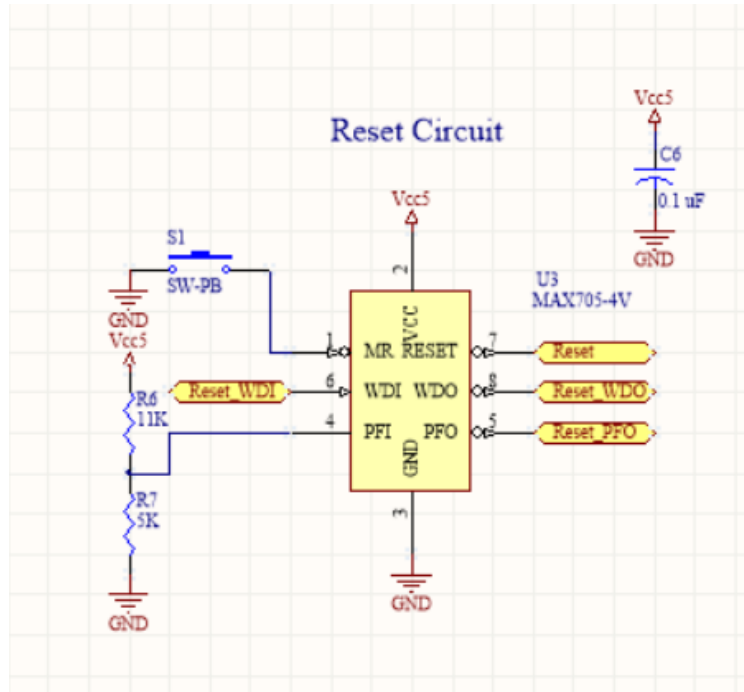 Reset Circuit
Vcc5
C6
0.1 uF
GND
Vcc5
2
S1
SW-PB
GND
U3
MAX705-4V
VCC
1
MR
RESET
7
Reset
Reset_WDI
6
WDI
WDO
8
Reset_WDO
4
PFI
PFO
5
Reset_PFO
GND
3
GND
Vcc5
R6
11K
R7
5K
GND